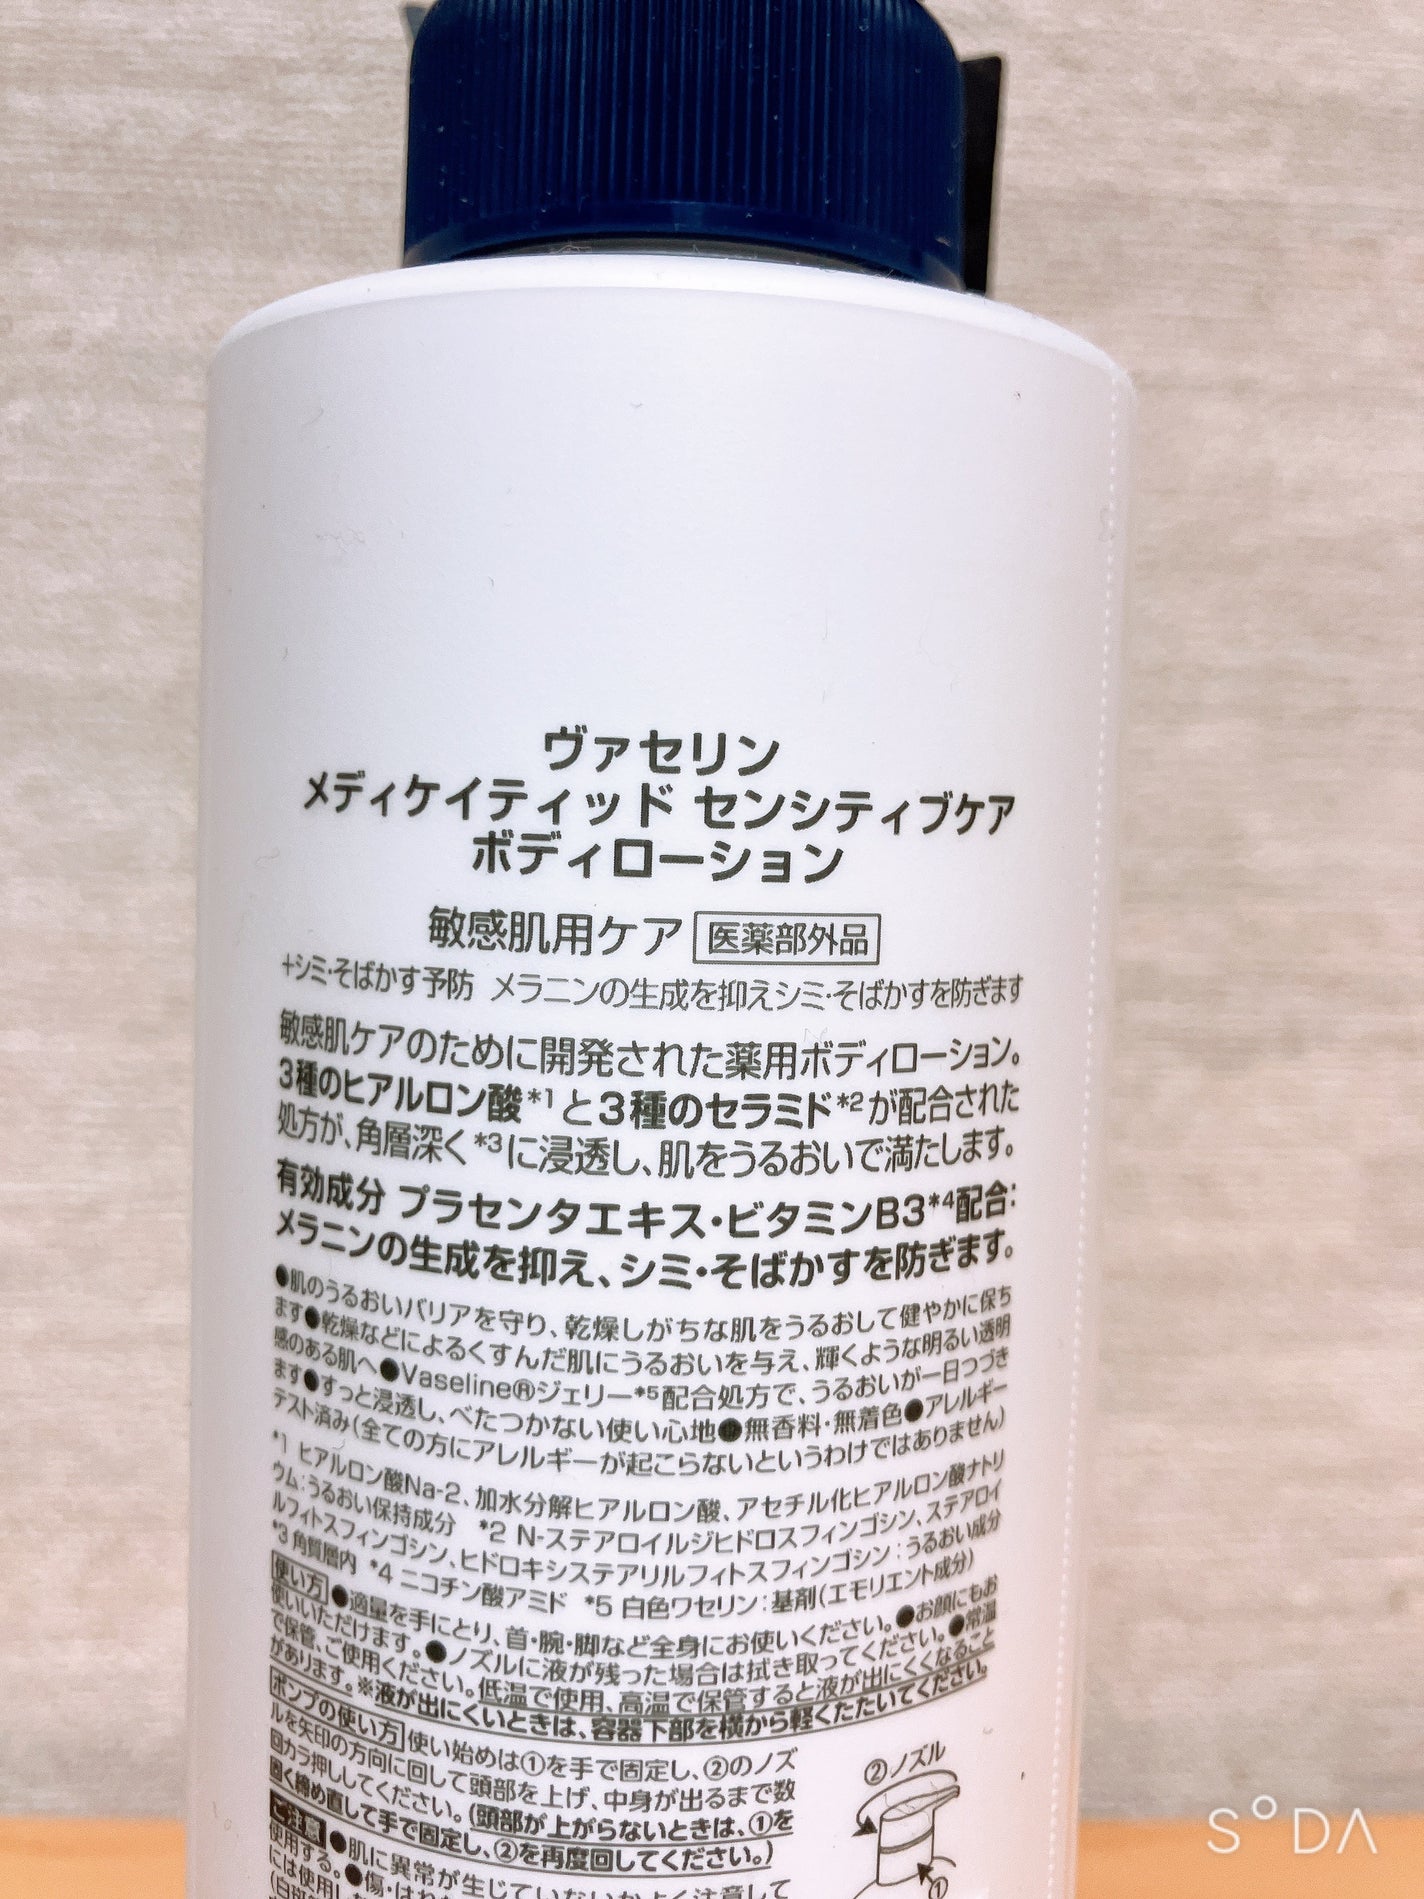 ヴァセリン
メディケイティッド センシティブケア
ボディローション
敏感肌用ケア 医薬部外品
+シミ・そばかす予防 メラニンの生成を抑えシミ・そばかすを防ぎます
敏感肌ケアのために開発された薬用ボディローション。
3種のヒアルロン酸*1と3種のセラミド*2が配合された
処方が、角層深く*3に浸透し、肌をうるおいで満たします。
有効成分 プラセンタエキス・ビタミンB3*4配合:
メラニンの生成を抑え、シミ・そばかすを防ぎます。
●肌のうるおいバリアを守り、乾燥しがちな肌をうるおして健やかに保ち
ます●乾燥などによるくすんだ肌にうるおいを与え、輝くような明るい透明
感のある肌へ●Vaseline®ジェリー*5配合処方で、うるおいが一日つづき
ます●すっと浸透し、べたつかない使い心地●無香料・無着色●アレルギー
テスト済み(全ての方にアレルギーが起こらないというわけではありません)
*1 ヒアルロン酸Na-2、加水分解ヒアルロン酸、アセチル化ヒアルロン酸ナトリ
ウム:うるおい保持成分 *2 N-ステアロイルジヒドロスフィンゴシン、ステアロイ
ルフィトスフィンゴシン、ヒドロキシステアリルフィトスフィンゴシン:うるおい成分
*3 角質層内 *4 ニコチン酸アミド *5 白色ワセリン:基剤(エモリエント成分)
使い方 ●適量を手にとり、首・腕・脚など全身にお使いください。●お顔にもお
使いいただけます。●ノズルに液が残った場合は拭き取ってください。●常温
で保管、ご使用ください。低温で使用、高温で保管すると液が出にくくなること
があります。※液が出にくいときは、容器下部を横から軽くたたいてください。
ポンプの使い方 使い始めは①を手で固定し、②のノズ
ルを矢印の方向に回して頭部を上げ、中身が出るまで数
回カラ押ししてください。(頭部が上がらないときは、①を
固く締め直して手で固定し、②を再度回してください。)
②ノズル
①
ご注意 ●肌に異常が生じていないかよく注意して
使用する。●傷・はれ
には使用し
S°DA